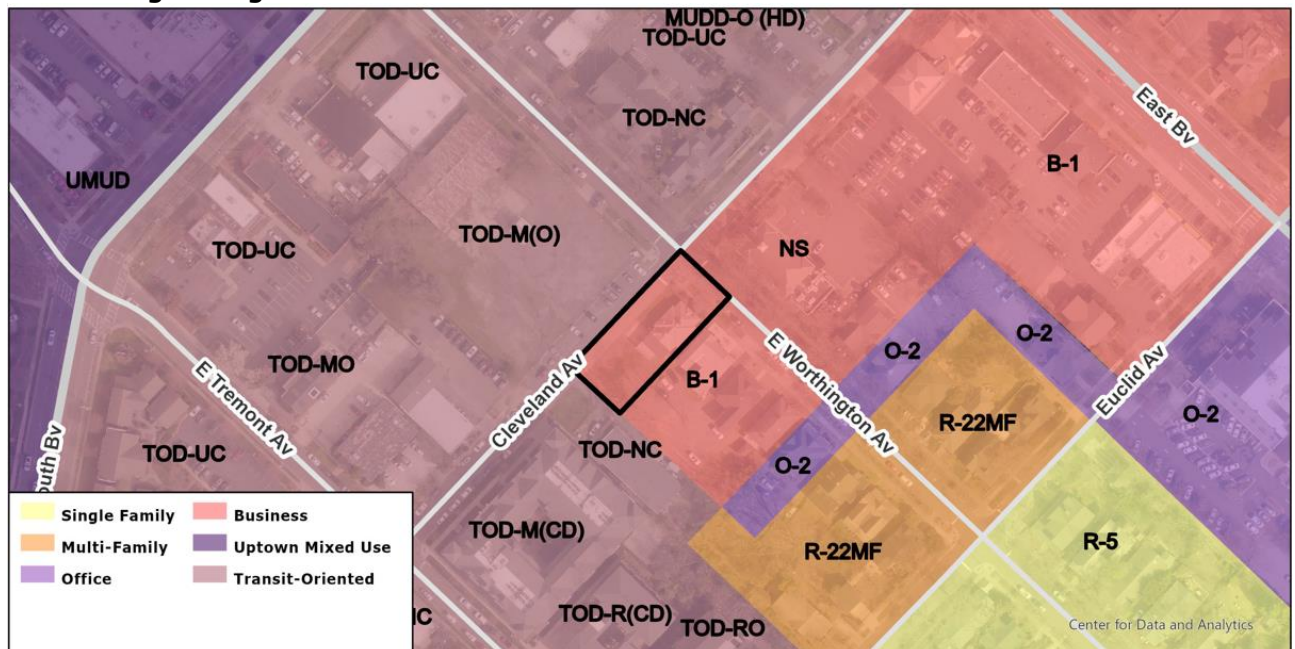 MUDD-O (HD)
TOD-UC
TOD-UC
TOD-NC
East Bv
B-1
UMUD
TOD-UC
TOD-M(O)
NS
TOD-MO
E Tremont Av
Cleveland Av
B-1
E Worthington Av
O-2
O-2
Euclid Av
O-2
R-22MF
TOD-UC
TOD-NC
O-2
outh Bv
TOD-M(CD)
R-22MF
R-5
TOD-R(CD)
TOD-RO
Single Family
Business
Multi-Family
Uptown Mixed Use
Office
Transit-Oriented
Center for Data and Analytics